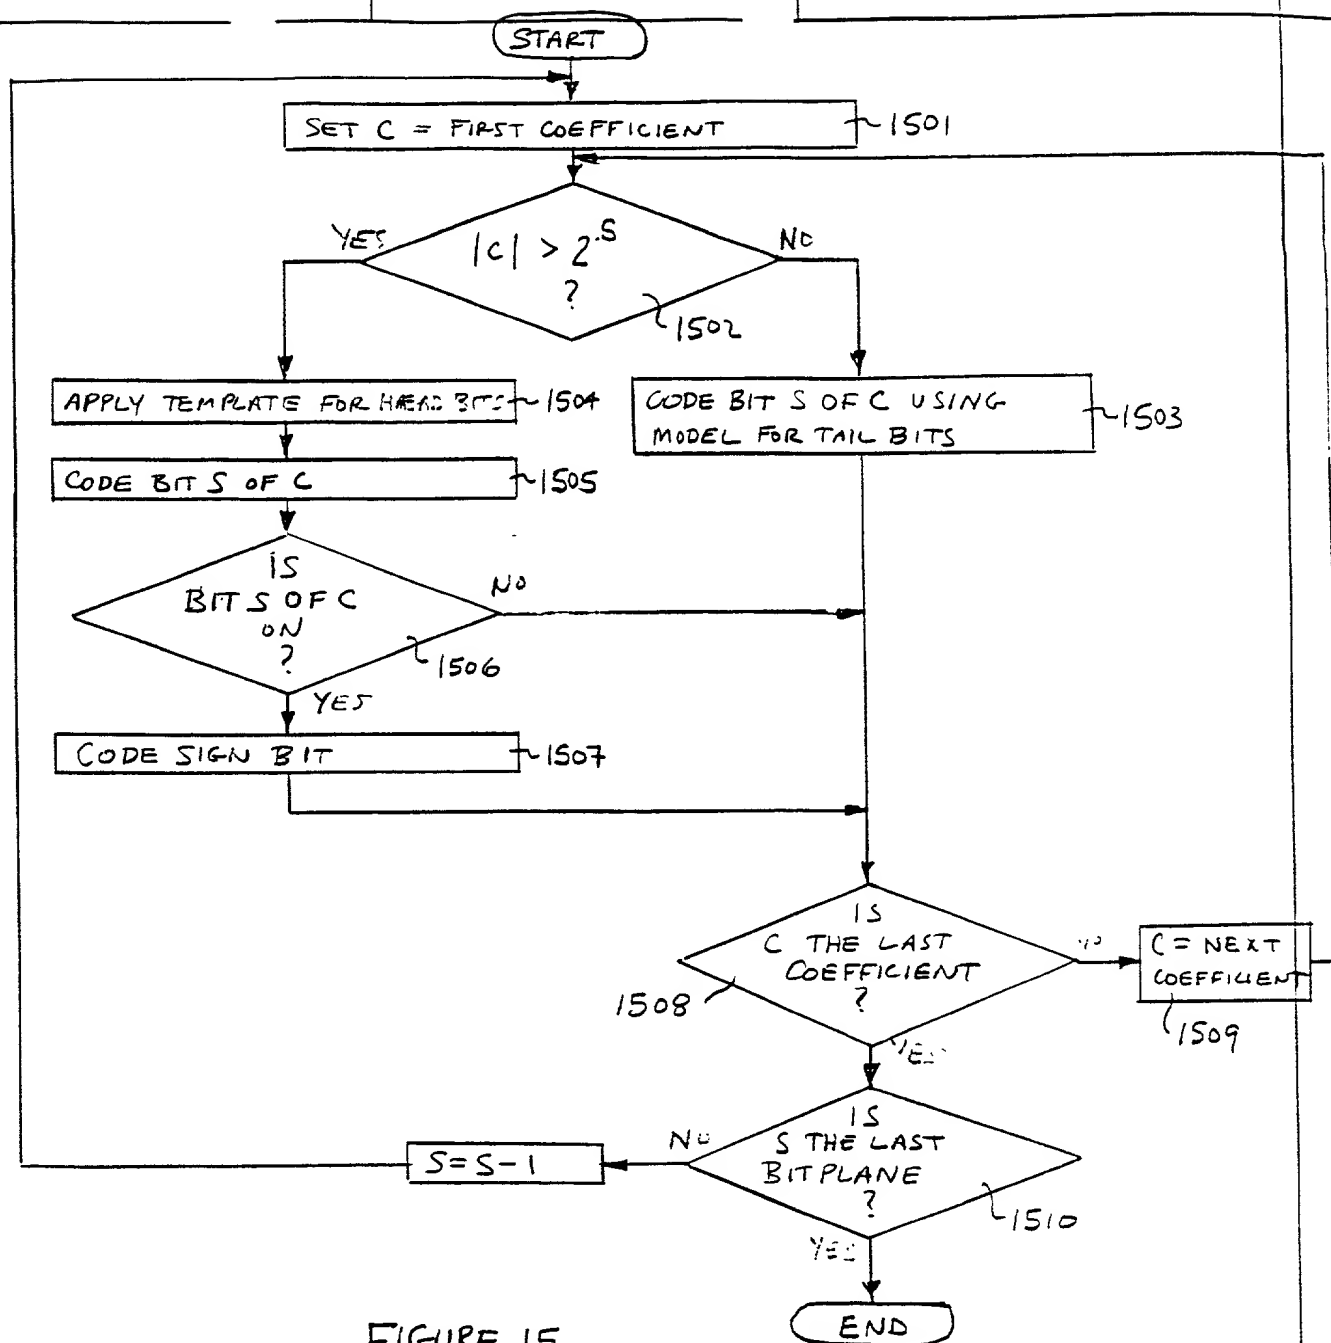 START
SET C = FIRST COEFFICIENT
1501
YES
|C| > 2^S
?
NO
1502
APPLY TEMPLATE FOR HEAD BITS
1504
CODE BIT S OF C USING
MODEL FOR TAIL BITS
1503
CODE BIT S OF C
1505
IS
BIT S OF C
ON
?
NO
1506
YES
CODE SIGN BIT
1507
IS
C THE LAST
COEFFICIENT
?
1508
NO
C = NEXT
COEFFICIENT
1509
YES
IS
S THE LAST
BITPLANE
?
1510
NO
S = S - 1
YES
END
FIGURE 15